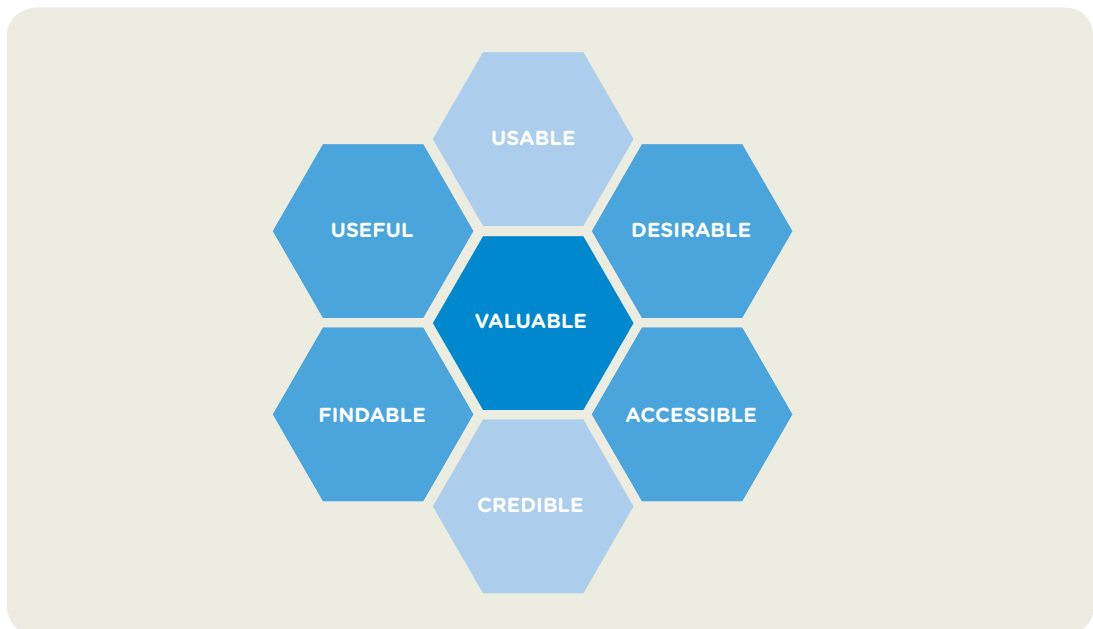 USABLE
USEFUL
DESIRABLE
VALUABLE
FINDABLE
ACCESSIBLE
CREDIBLE